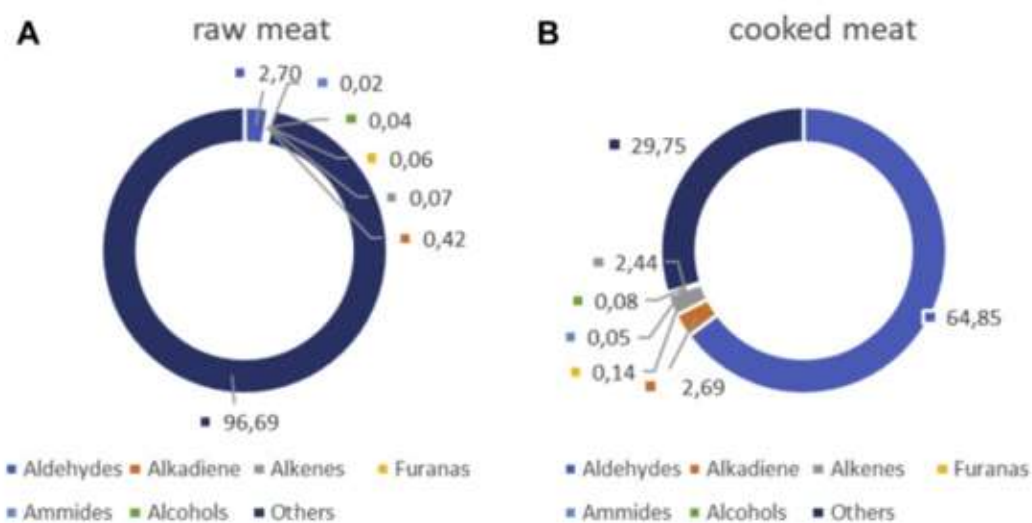 A
raw meat
2,70
0,02
0,04
0,06
0,07
0,42
96,69
Aldehydes Alkadiene Alkenes Furanas
Ammides Alcohols Others
B
cooked meat
29,75
2,44
0,08
0,05
0,14
2,69
64,85
Aldehydes Alkadiene Alkenes Furanas
Ammides Alcohols Others